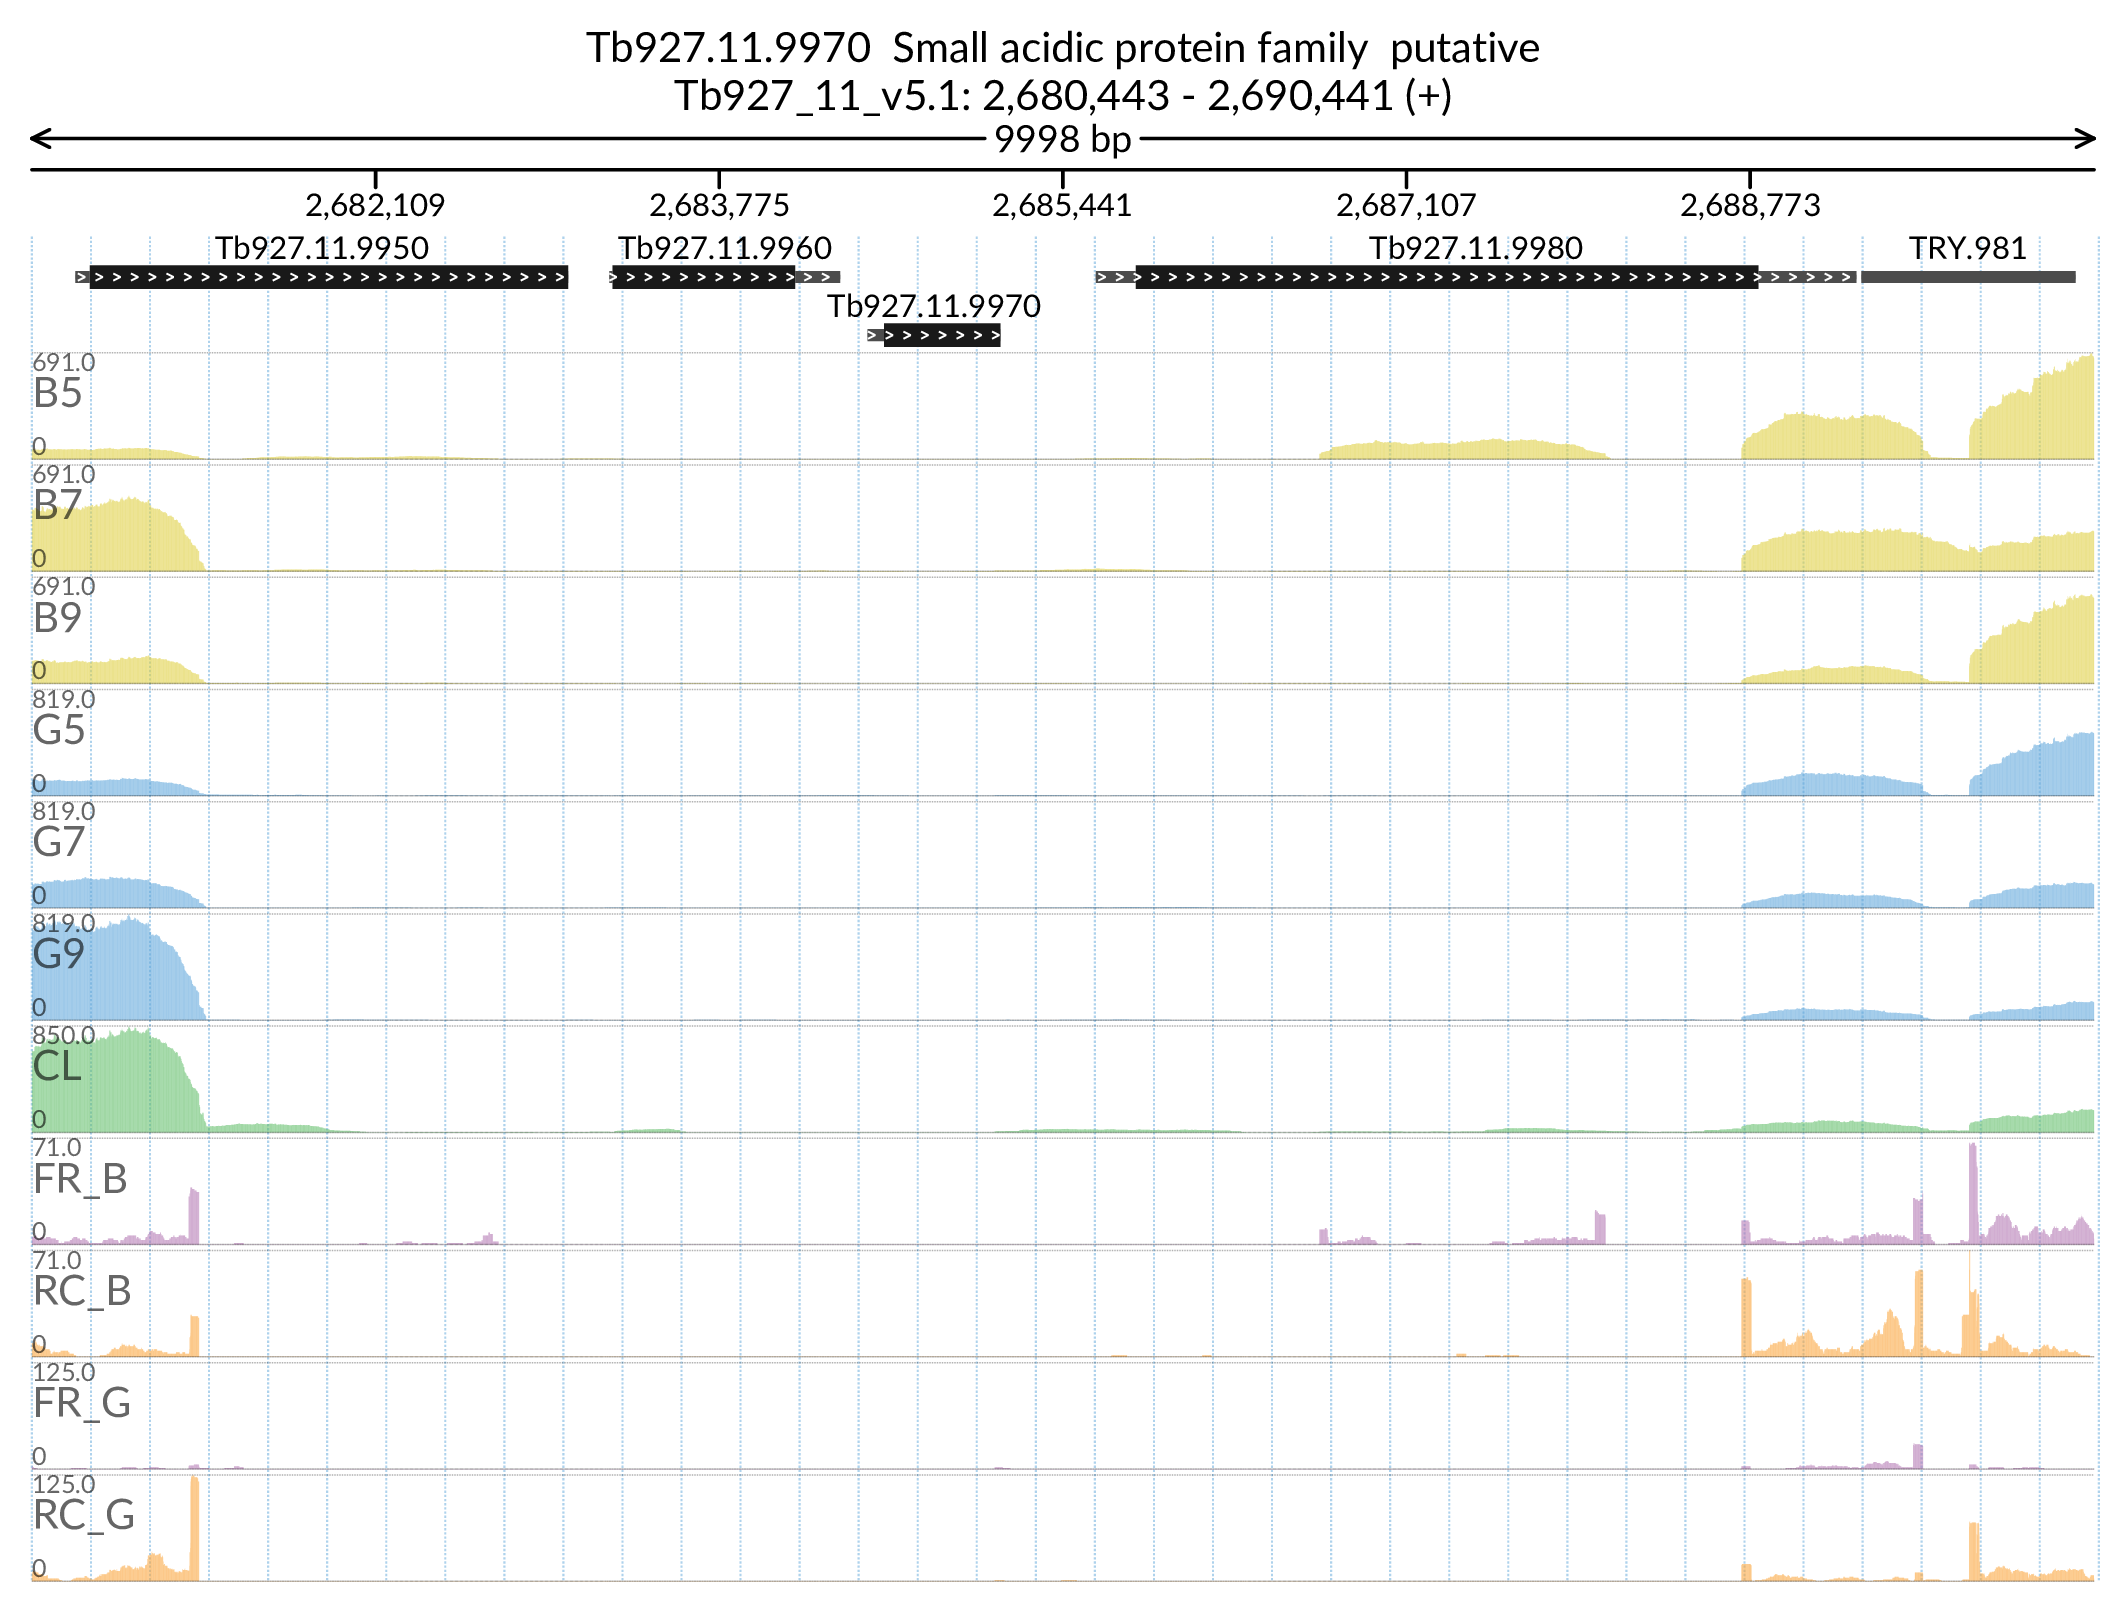 Tb927.11.9970 Small acidic protein family putative
Tb927_11_v5.1: 2,680,443 - 2,690,441 (+)
9998 bp
2,682,109 2,683,775 2,685,441 2,687,107 2,688,773
Tb927.11.9950 Tb927.11.9960 Tb927.11.9980 TRY.981
Tb927.11.9970
691.0
B5
0
691.0
B7
0
691.0
B9
0
819.0
G5
0
819.0
G7
0
819.0
G9
0
850.0
CL
0
71.0
FR_B
0
71.0
RC_B
0
125.0
FR_G
0
125.0
RC_G
0